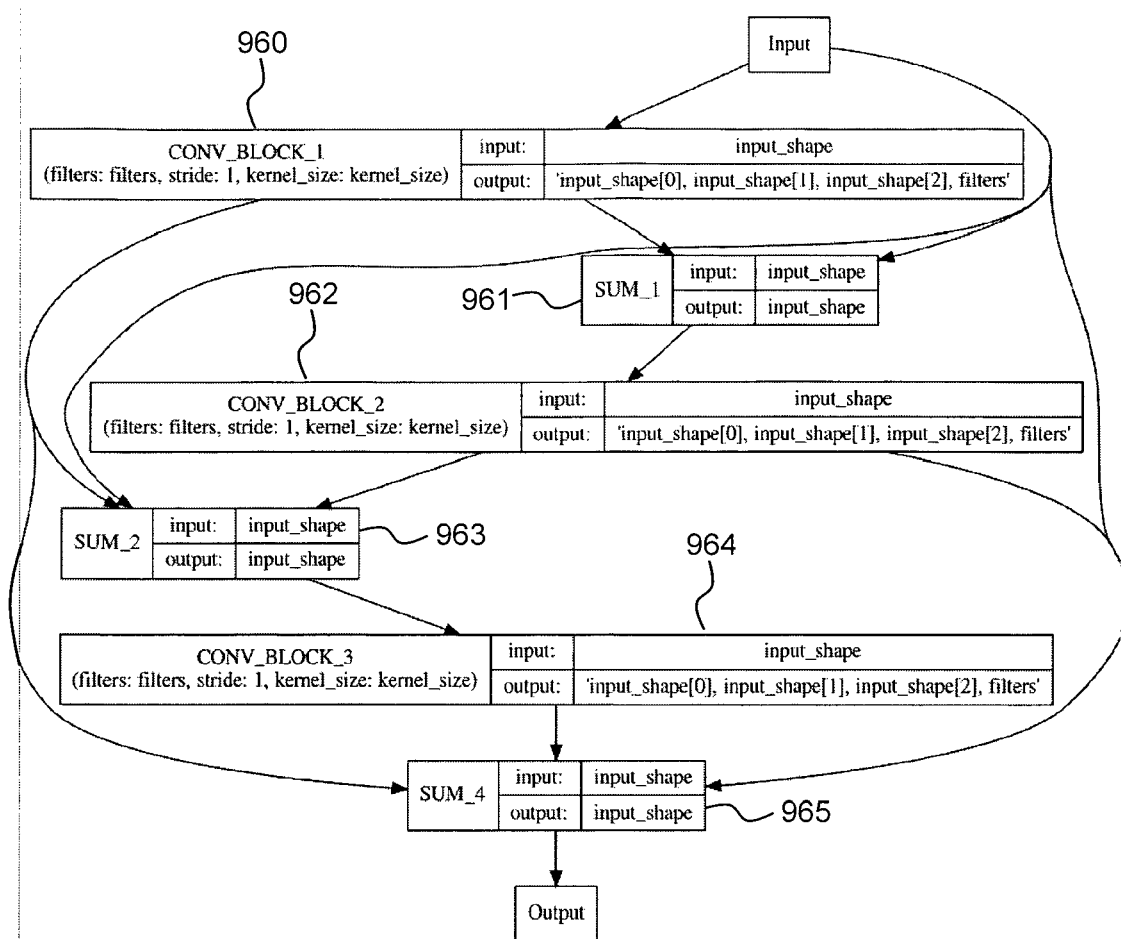 960
Input
CONV_BLOCK_1
(filters: filters, stride: 1, kernel_size: kernel_size)
input:
input_shape
output:
'input_shape[0], input_shape[1], input_shape[2], filters'
961
SUM_1
input:
input_shape
output:
input_shape
962
CONV_BLOCK_2
(filters: filters, stride: 1, kernel_size: kernel_size)
input:
input_shape
output:
'input_shape[0], input_shape[1], input_shape[2], filters'
SUM_2
input:
input_shape
output:
input_shape
963
964
CONV_BLOCK_3
(filters: filters, stride: 1, kernel_size: kernel_size)
input:
input_shape
output:
'input_shape[0], input_shape[1], input_shape[2], filters'
SUM_4
input:
input_shape
output:
input_shape
965
Output